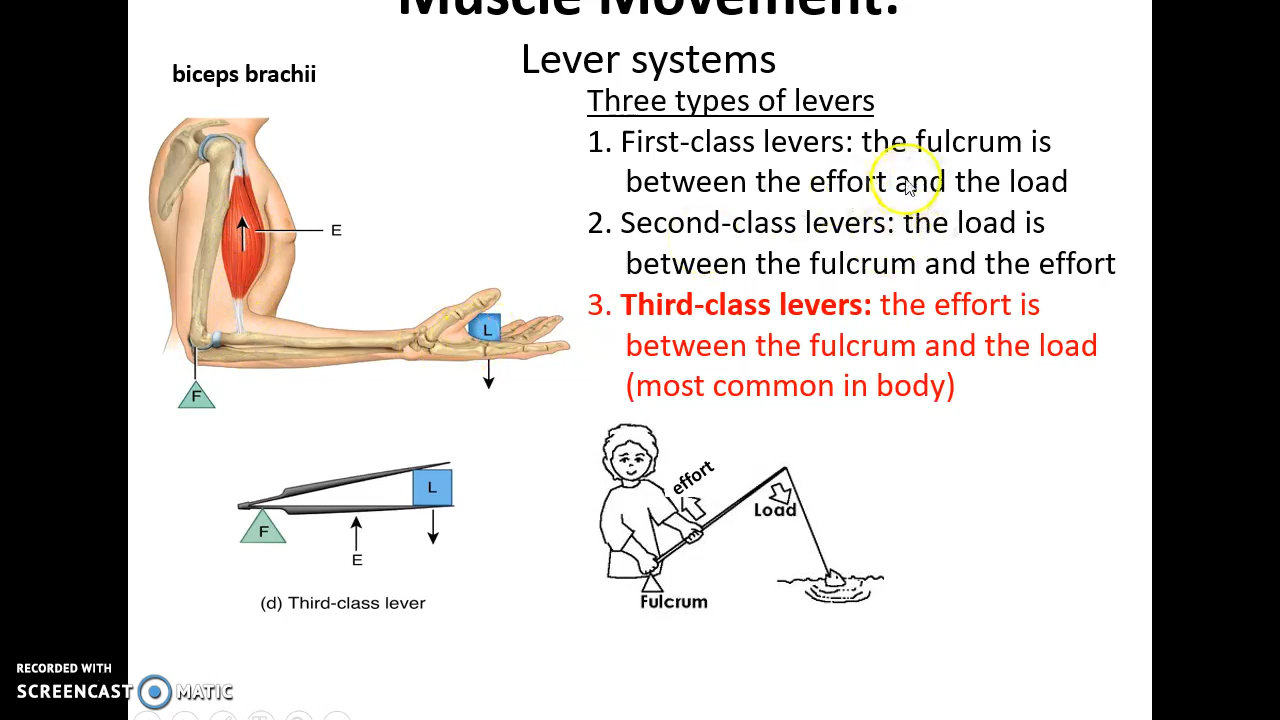 Muscle Movement:
Lever systems
biceps brachii
Three types of levers
1. First-class levers: the fulcrum is
between the effort and the load
2. Second-class levers: the load is
between the fulcrum and the effort
3. Third-class levers: the effort is
between the fulcrum and the load
(most common in body)
E
L
F
L
F
E
(d) Third-class lever
effort
Load
Fulcrum
RECORDED WITH
SCREENCAST MATIC